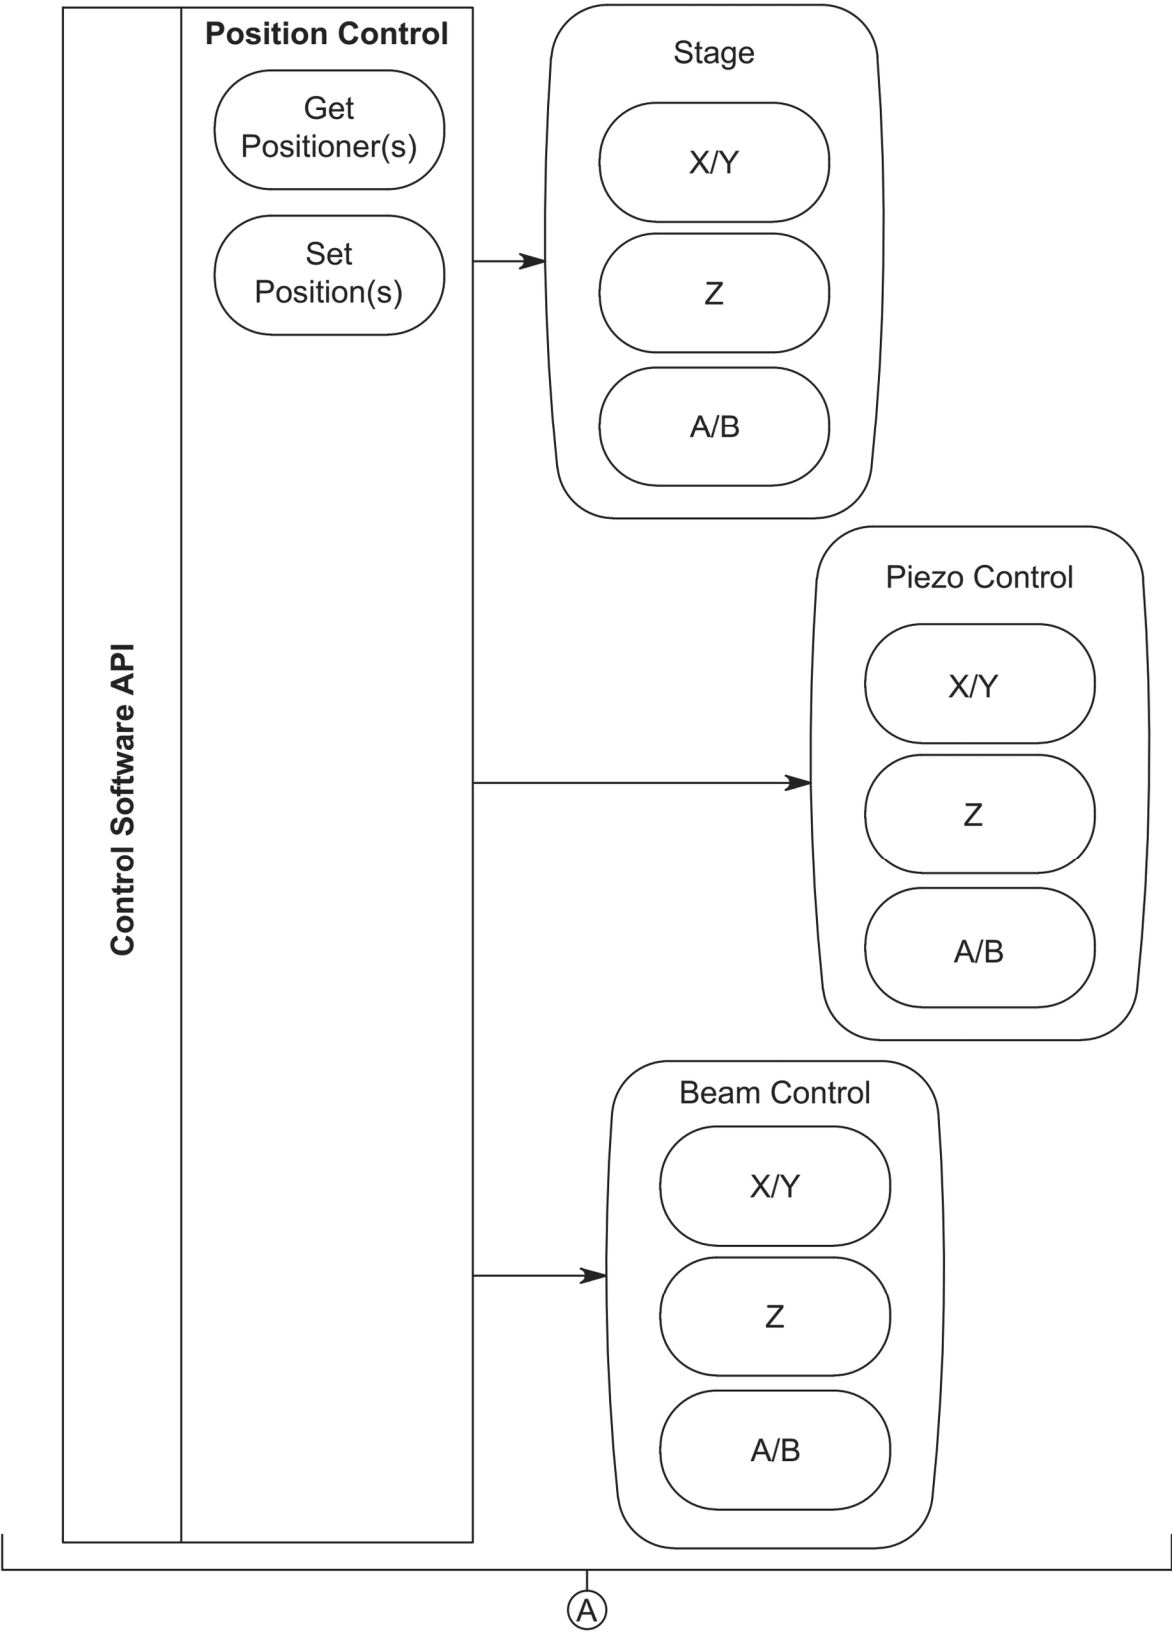 Control Software API
Position Control
Get
Positioner(s)
Set
Position(s)
Stage
X/Y
Z
A/B
Piezo Control
X/Y
Z
A/B
Beam Control
X/Y
Z
A/B
A